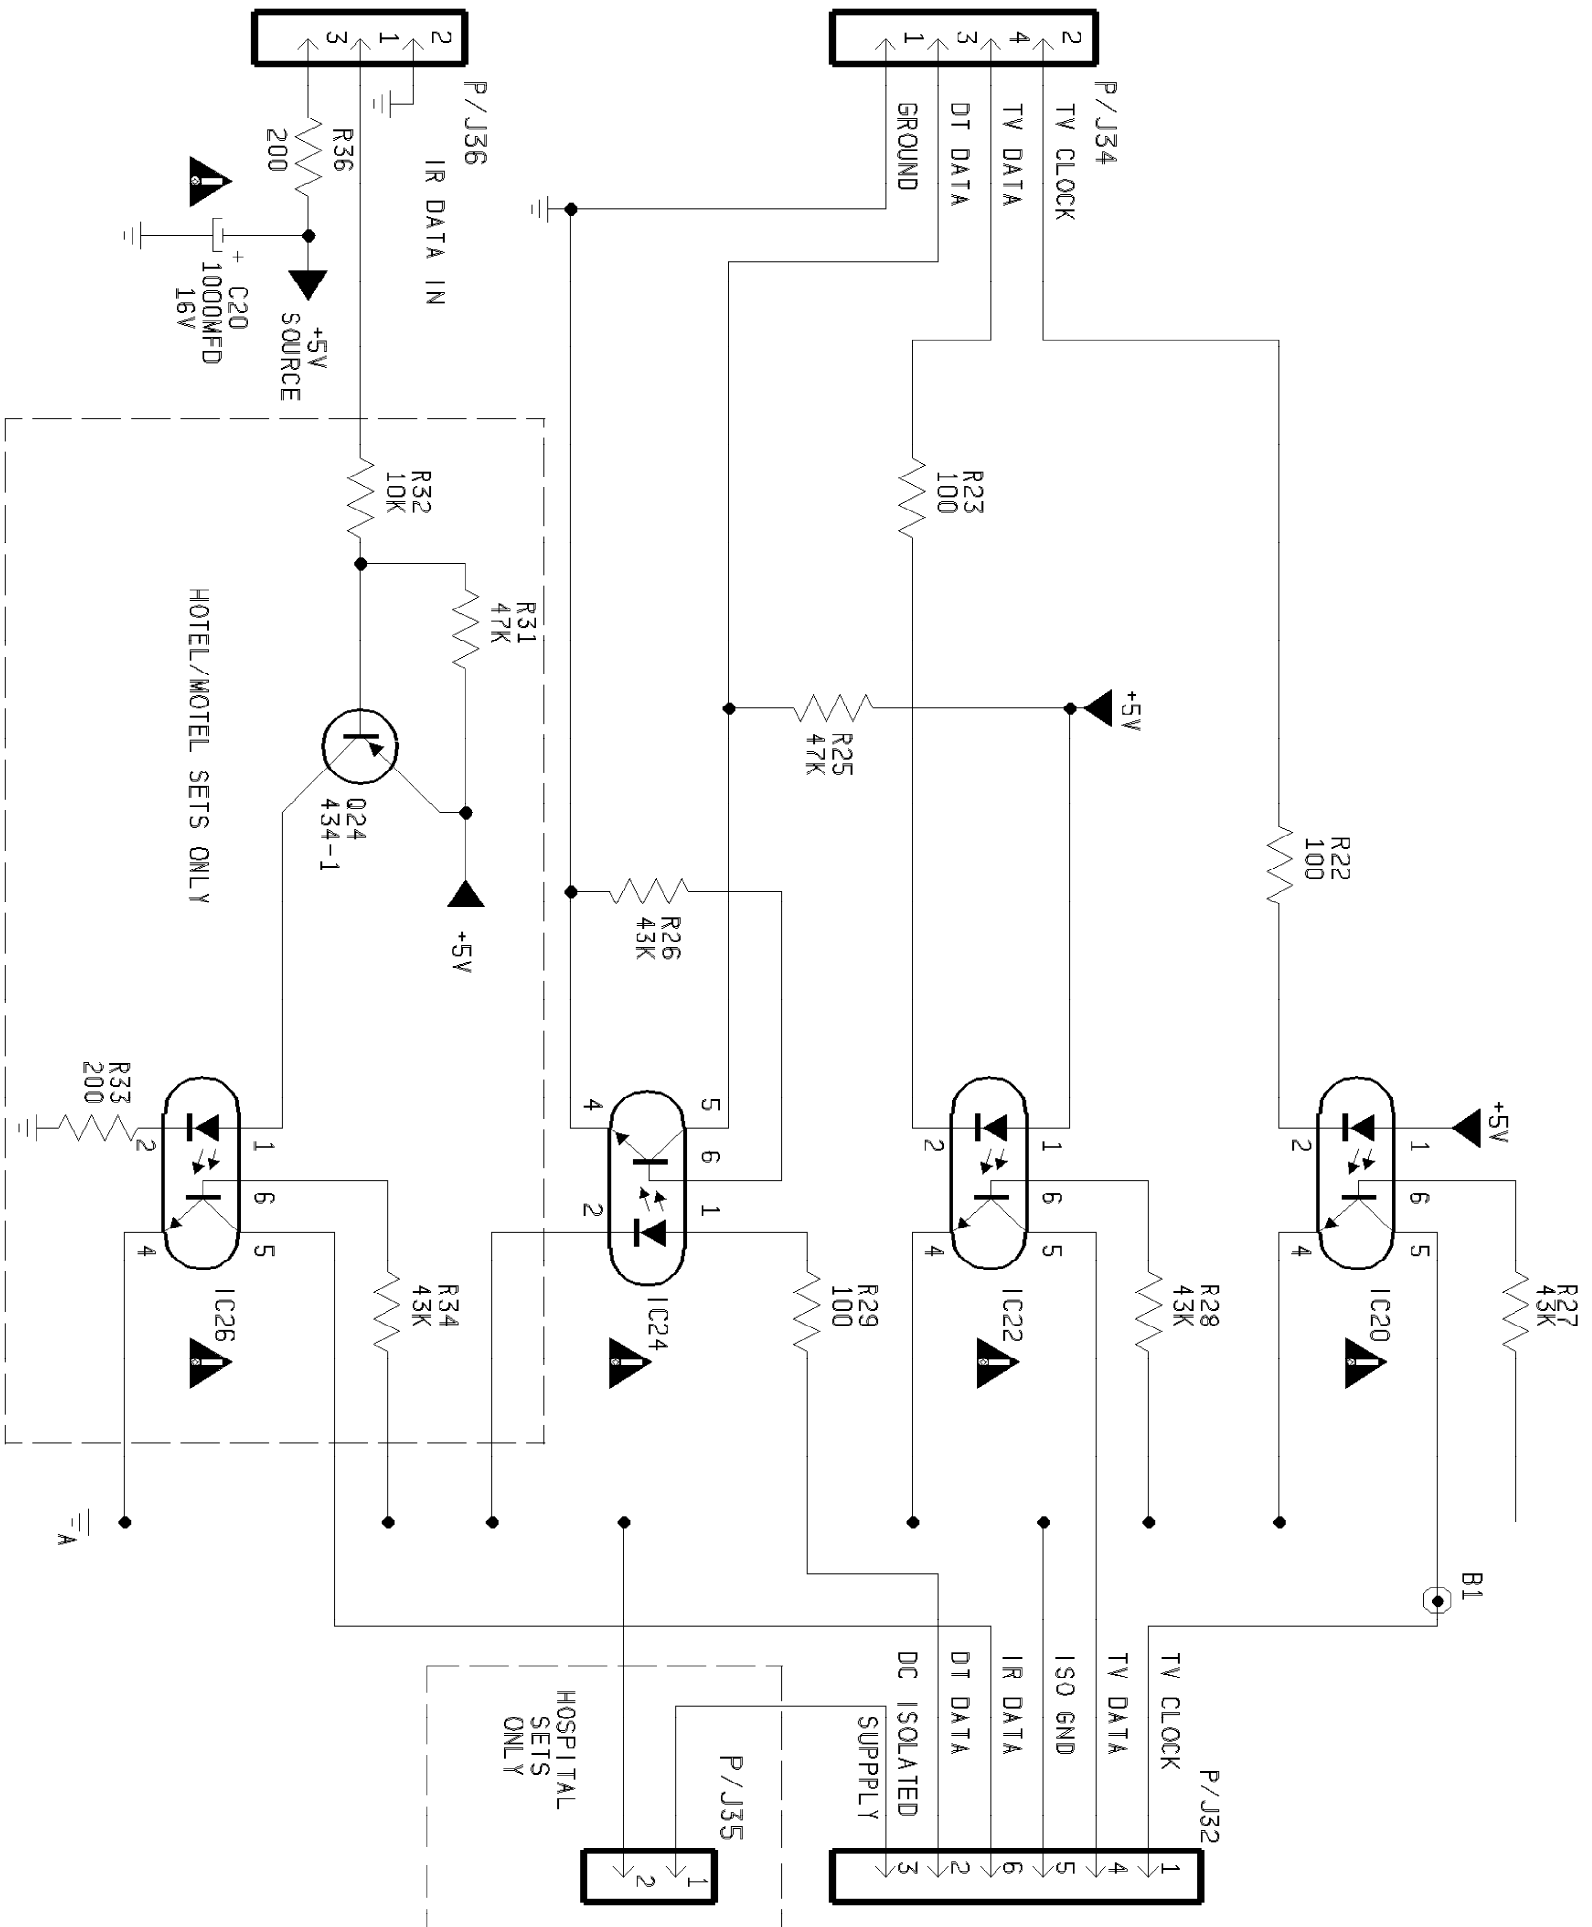 P/J34
2
4
3
1
TV CLOCK
TV DATA
DT DATA
GROUND
P/J36
2
1
3
IR DATA IN
R36
200
C20
+
1000MFD
16V
+5V
SOURCE
R27
43K
+5V
R22
100
1
6
5
2
4
IC20
B1
+5V
R23
100
R25
47K
R28
43K
1
6
5
2
4
IC22
R29
100
R26
43K
5
6
1
4
2
IC24
R31
47K
R32
10K
Q24
434-1
+5V
HOTEL/MOTEL SETS ONLY
R34
43K
1
6
5
2
4
IC26
R33
200
A
P/J32
TV CLOCK
TV DATA
ISO GND
IR DATA
DT DATA
DC ISOLATED
SUPPPLY
1
4
5
6
2
3
P/J35
1
2
HOSPITAL
SETS
ONLY